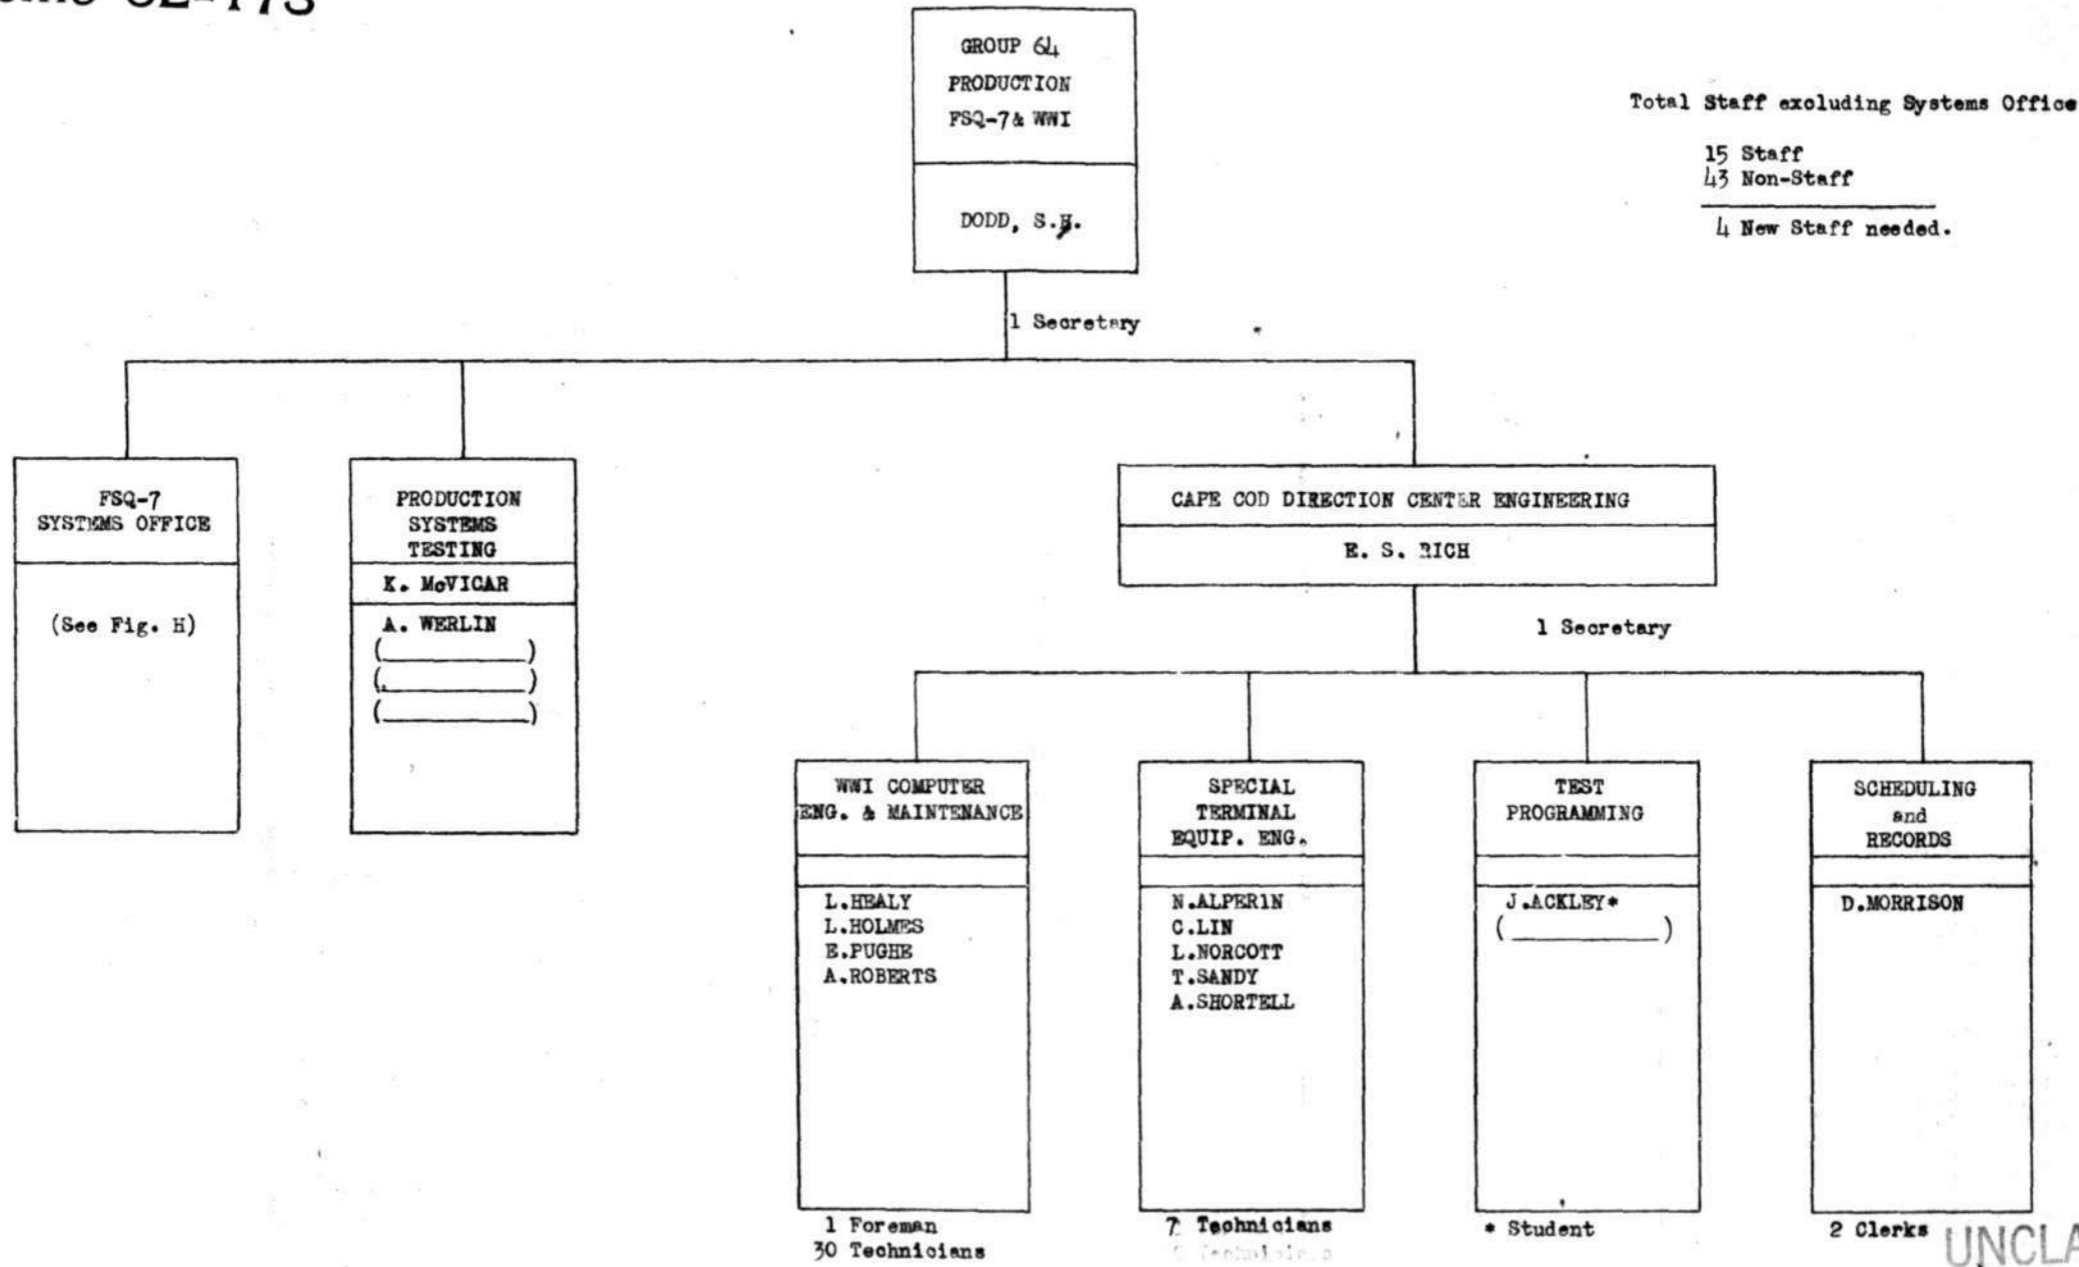 GROUP 64
PRODUCTION
FSQ-7 & WWI
DODD, S.H.
Total Staff excluding Systems Office
15 Staff
43 Non-Staff
4 New Staff needed.
1 Secretary
FSQ-7
SYSTEMS OFFICE
(See Fig. H)
PRODUCTION
SYSTEMS
TESTING
K. McVICAR
A. WERLIN
(____________)
(____________)
(____________)
CAPE COD DIRECTION CENTER ENGINEERING
E. S. RICH
1 Secretary
WWI COMPUTER
ENG. & MAINTENANCE
L.HEALY
L.HOLMES
E.PUGHE
A.ROBERTS
1 Foreman
30 Technicians
SPECIAL
TERMINAL
EQUIP. ENG.
N.ALPERIN
C.LIN
L.NORCOTT
T.SANDY
A.SHORTELL
7 Technicians
TEST
PROGRAMMING
J.ACKLEY*
(____________)
* Student
SCHEDULING
and
RECORDS
D.MORRISON
2 Clerks
UNCLA